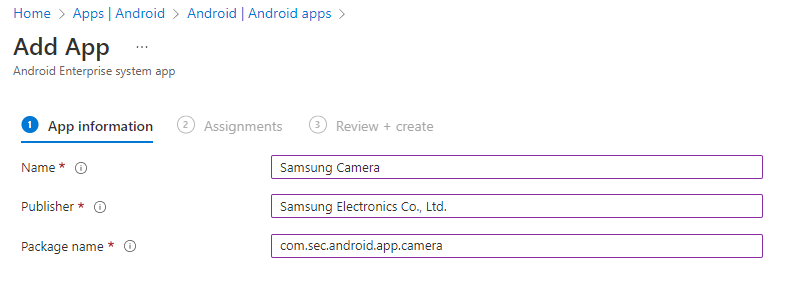 Home > Apps | Android > Android | Android apps >
Add App ...
Android Enterprise system app
1 App information 2 Assignments 3 Review + create
Name * Samsung Camera
Publisher * Samsung Electronics Co., Ltd.
Package name * com.sec.android.app.camera